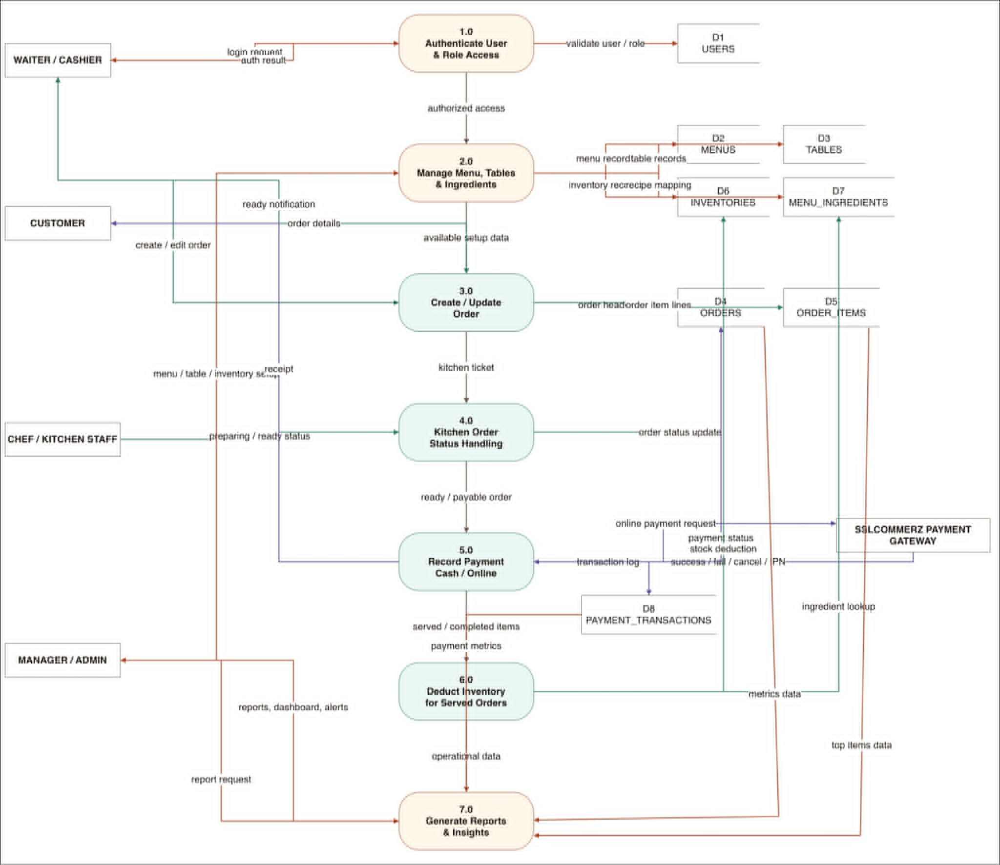 1.0
Authenticate User
& Role Access
validate user / role
D1
USERS
WAITER / CASHIER
login request
auth result
authorized access
2.0
Manage Menu, Tables
& Ingredients
D2
MENUS
D3
TABLES
menu record
table records
inventory rec
recipe mapping
D6
INVENTORIES
D7
MENU_INGREDIENTS
ready notification
CUSTOMER
order details
available setup data
create / edit order
3.0
Create / Update
Order
order head
order item lines
D4
ORDERS
D5
ORDER_ITEMS
kitchen ticket
receipt
menu / table / inventory setup
4.0
Kitchen Order
Status Handling
CHEF / KITCHEN STAFF
preparing / ready status
order status update
ready / payable order
online payment request
SSLCOMMERZ PAYMENT
GATEWAY
payment status
stock deduction
5.0
Record Payment
Cash / Online
transaction log
success / fail / cancel / IPN
ingredient lookup
D8
PAYMENT_TRANSACTIONS
served / completed items
payment metrics
MANAGER / ADMIN
6.0
Deduct Inventory
for Served Orders
metrics data
reports, dashboard, alerts
top items data
operational data
report request
7.0
Generate Reports
& Insights